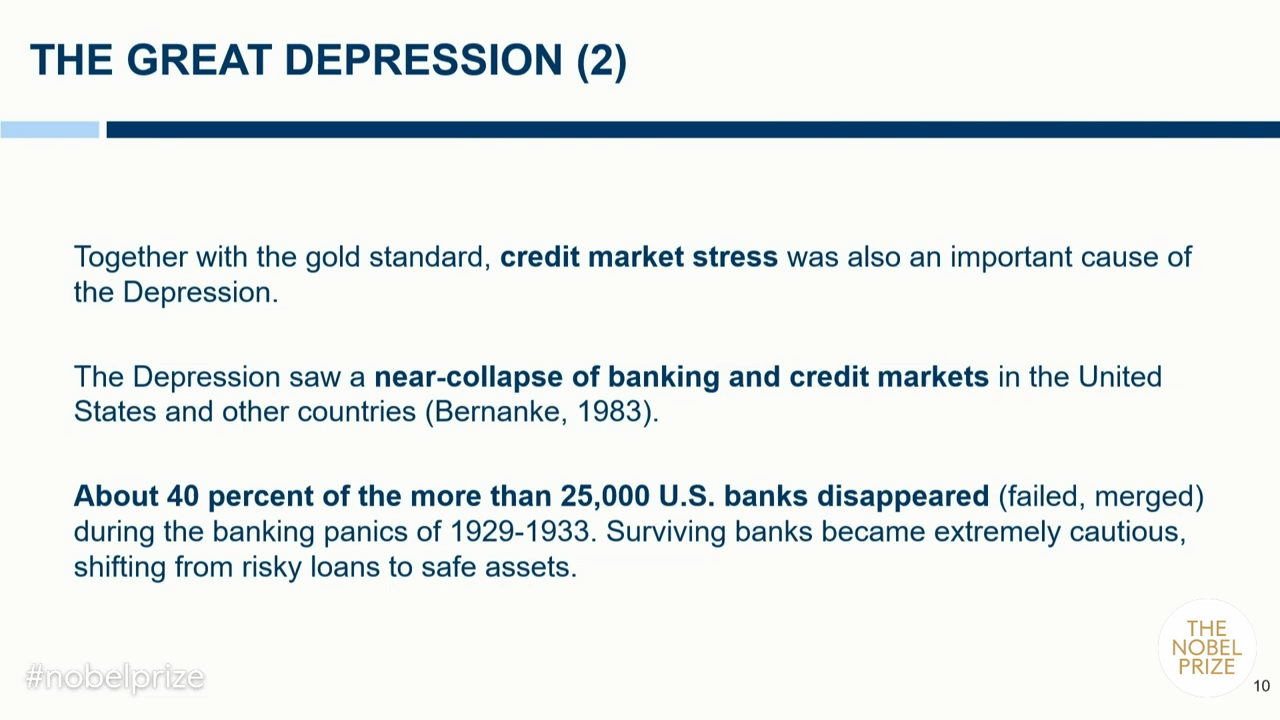 THE GREAT DEPRESSION (2)
Together with the gold standard, credit market stress was also an important cause of
the Depression.
The Depression saw a near-collapse of banking and credit markets in the United
States and other countries (Bernanke, 1983).
About 40 percent of the more than 25,000 U.S. banks disappeared (failed, merged)
during the banking panics of 1929-1933. Surviving banks became extremely cautious,
shifting from risky loans to safe assets.
THE
NOBEL
PRIZE
#nobelprize
10